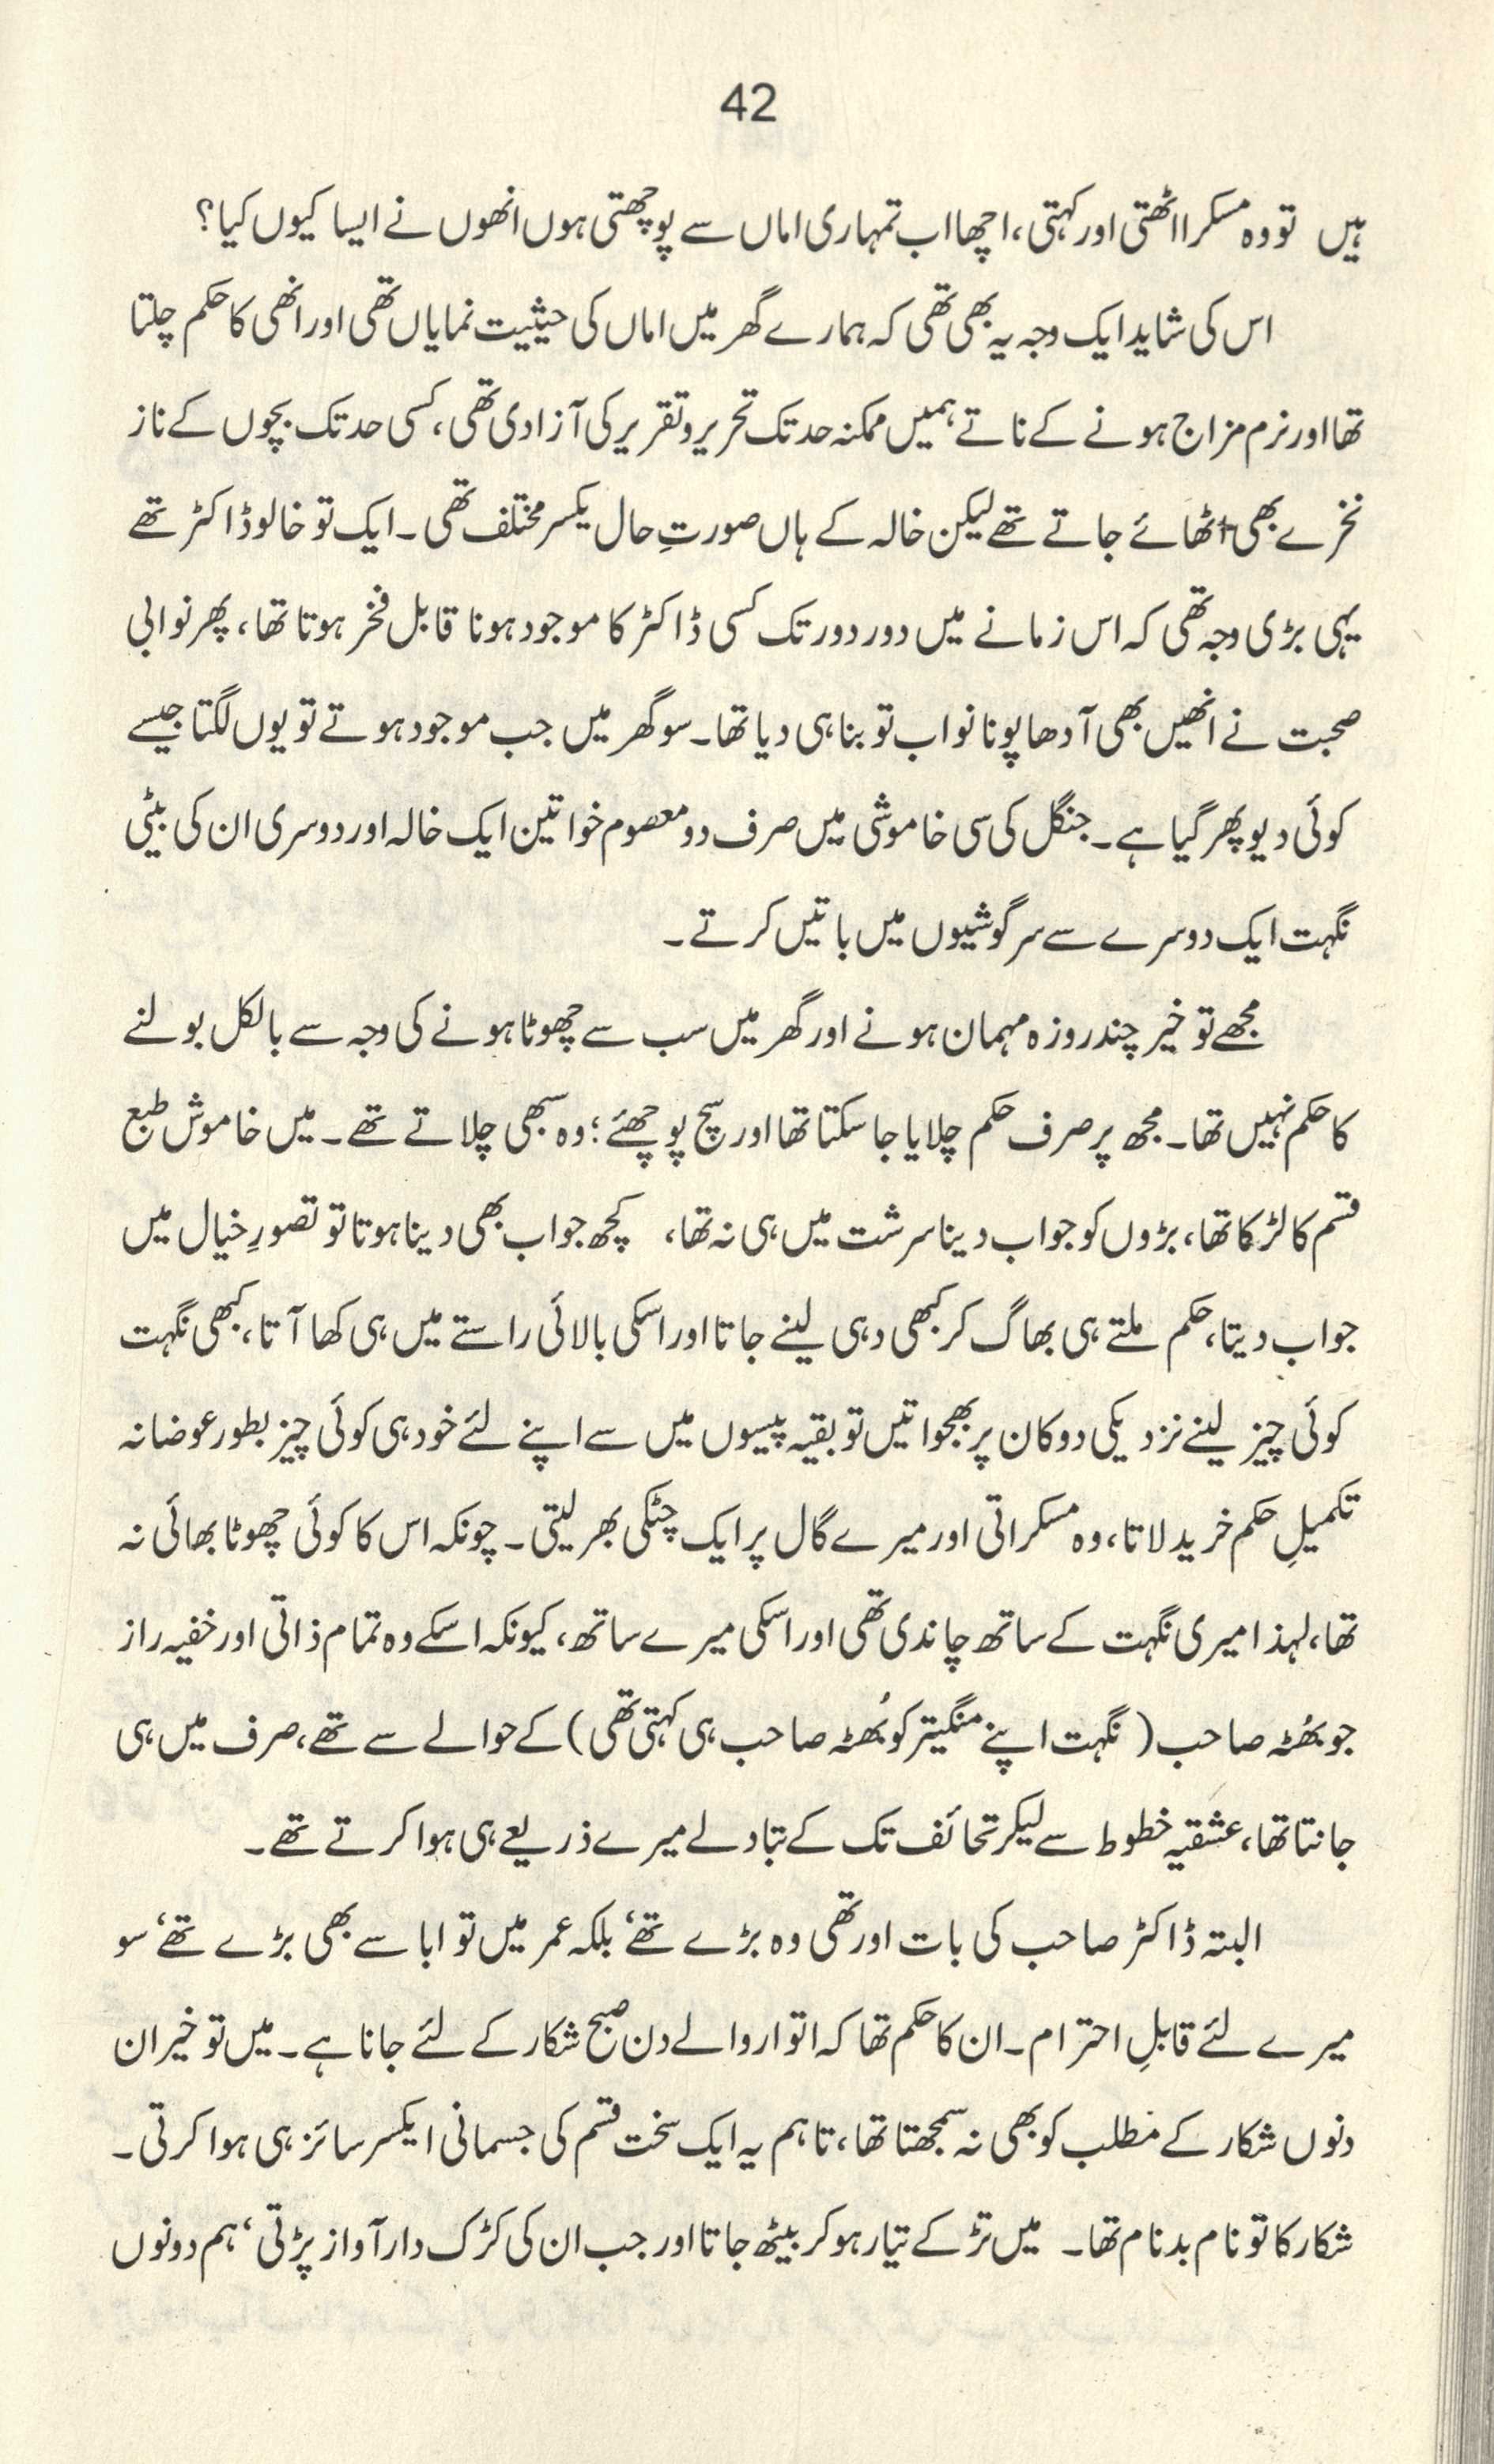 42
ہیں تو وہ مسکرا اٹھتی اور کہتی، اچھا اب تمہاری اماں سے پوچھتی ہوں انھوں نے ایسا کیوں کیا؟
اس کی شاید ایک وجہ یہ بھی تھی کہ ہمارے گھر میں اماں کی حیثیت نمایاں تھی اور انھی کا حکم چلتا
تھا اور نرم مزاج ہونے کے ناتے ہمیں ممکنہ حد تک تحریر و تقریر کی آزادی تھی، کسی حد تک بچوں کے ناز
نخرے بھی اٹھائے جاتے تھے لیکن خالہ کے ہاں صورتِ حال یکسر مختلف تھی۔ ایک تو خالو ڈاکٹر تھے
یہی بڑی وجہ تھی کہ اس زمانے میں دور دور تک کسی ڈاکٹر کا موجود ہونا قابل فخر ہوتا تھا، پھر نوابی
صحبت نے انھیں بھی آدھا پونا نواب تو بنا ہی دیا تھا۔ سو گھر میں جب موجود ہوتے تو یوں لگتا جیسے
کوئی دیو پھر گیا ہے۔ جنگل کی سی خاموشی میں صرف دو معصوم خواتین ایک خالہ اور دوسری ان کی بیٹی
نگہت ایک دوسرے سے سرگوشیوں میں باتیں کرتے۔
مجھے تو خیر چند روزہ مہمان ہونے اور گھر میں سب سے چھوٹا ہونے کی وجہ سے بالکل بولنے
کا حکم نہیں تھا۔ مجھ پر صرف حکم چلایا جا سکتا تھا اور سچ پوچھئے؛ وہ سبھی چلاتے تھے۔ میں خاموش طبع
قسم کا لڑکا تھا، بڑوں کو جواب دینا سرشت میں ہی نہ تھا، کچھ جواب بھی دینا ہوتا تو تصورِ خیال میں
جواب دیتا، حکم ملتے ہی بھاگ کر کبھی دہی لینے جاتا اور اسکی بالائی راستے میں ہی کھا آتا، کبھی نگہت
کوئی چیز لینے نزدیکی دوکان پر بھجواتیں تو بقیہ پیسوں میں سے اپنے لئے خود ہی کوئی چیز بطور عوضانہ
تکمیلِ حکم خرید لاتا، وہ مسکراتی اور میرے گال پر ایک چٹکی بھر لیتی۔ چونکہ اس کا کوئی چھوٹا بھائی نہ
تھا، لہذا میری نگہت کے ساتھ چاندی تھی اور اسکی میرے ساتھ، کیونکہ اسکے وہ تمام ذاتی اور خفیہ راز
جو بھُٹہ صاحب (نگہت اپنے منگیتر کو بھُٹہ صاحب ہی کہتی تھی) کے حوالے سے تھے، صرف میں ہی
جانتا تھا، عشقیہ خطوط سے لیکر تحائف تک کے تبادلے میرے ذریعے ہی ہوا کرتے تھے۔
البتہ ڈاکٹر صاحب کی بات اور تھی وہ بڑے تھے، بلکہ عمر میں تو ابا سے بھی بڑے تھے، سو
میرے لئے قابلِ احترام۔ ان کا حکم تھا کہ اتوار والے دن صبح شکار کے لئے جانا ہے۔ میں تو خیر ان
دنوں شکار کے مطلب کو بھی نہ سمجھتا تھا، تاہم یہ ایک سخت قسم کی جسمانی ایکسر سائز ہی ہوا کرتی۔
شکار کا تو نام بدنام تھا۔ میں تڑکے تیار ہو کر بیٹھ جاتا اور جب ان کی کڑک دار آواز پڑتی، ہم دونوں